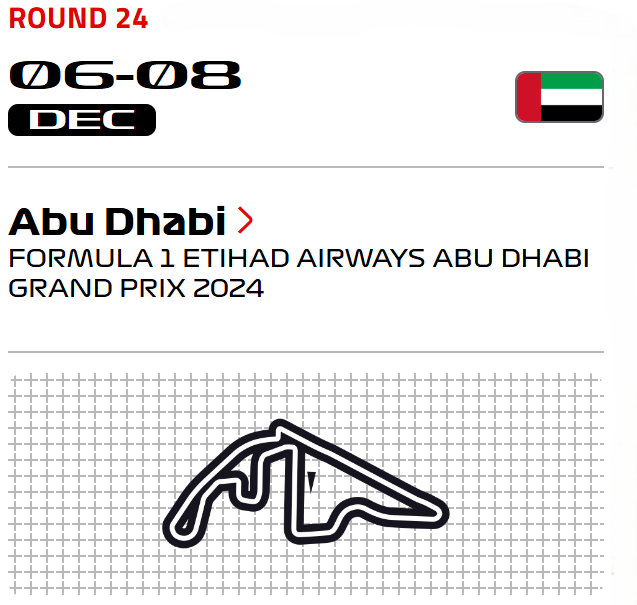 ROUND 24
06-08
DEC
Abu Dhabi
FORMULA 1 ETIHAD AIRWAYS ABU DHABI
GRAND PRIX 2024